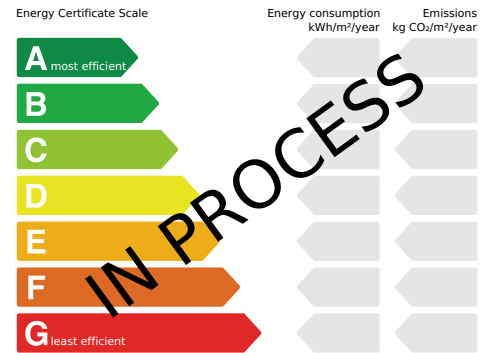 Energy Certificate Scale
Energy consumption
kWh/m²/year
Emissions
kg CO₂/m²/year
A most efficient
B
C
D
E
F
G least efficient
IN PROCESS